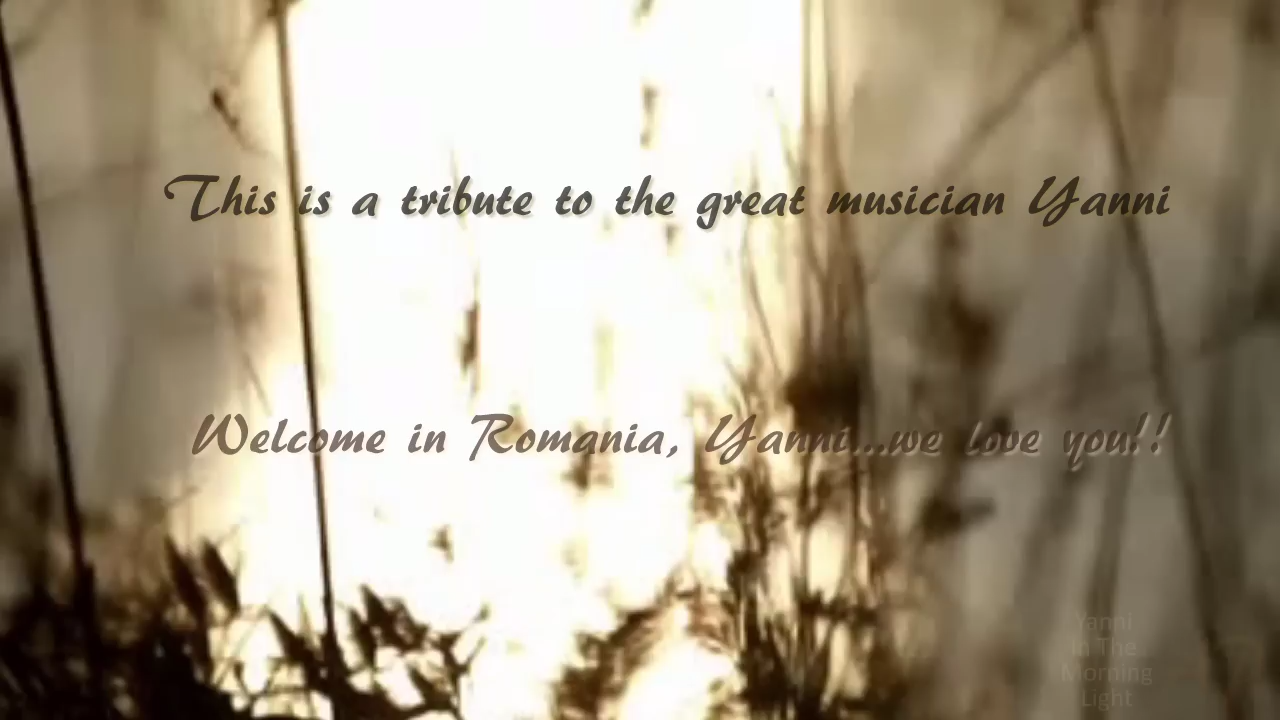 This is a tribute to the great musician Yanni
Welcome in Romania, Yanni...we love you!!
Yanni
In The
Morning
Light